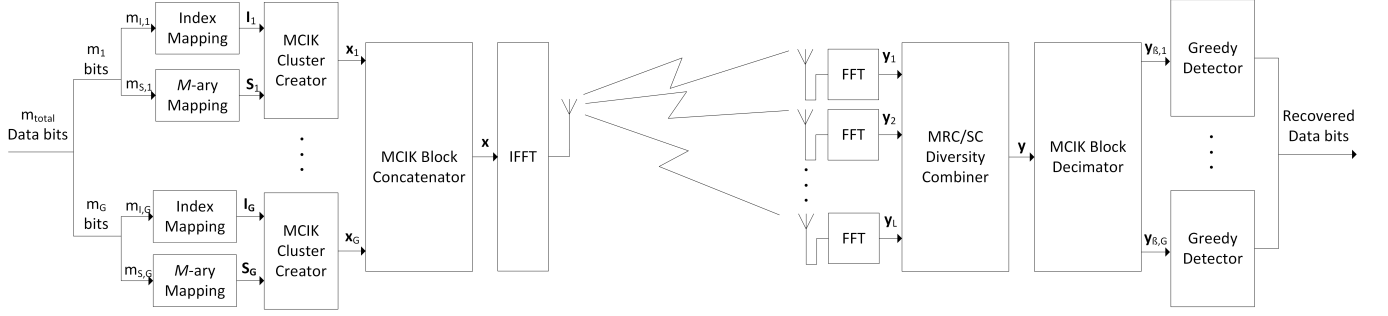 m_total
Data bits
m_1
bits
m_I,1
m_S,1
Index
Mapping
M-ary
Mapping
I_1
S_1
MCIK
Cluster
Creator
x_1
m_G
bits
m_I,G
m_S,G
Index
Mapping
M-ary
Mapping
I_G
S_G
MCIK
Cluster
Creator
x_G
MCIK Block
Concatenator
x
IFFT
FFT
y_1
FFT
y_2
FFT
y_L
MRC/SC
Diversity
Combiner
y
MCIK Block
Decimator
y_ß,1
y_ß,G
Greedy
Detector
Greedy
Detector
Recovered
Data bits